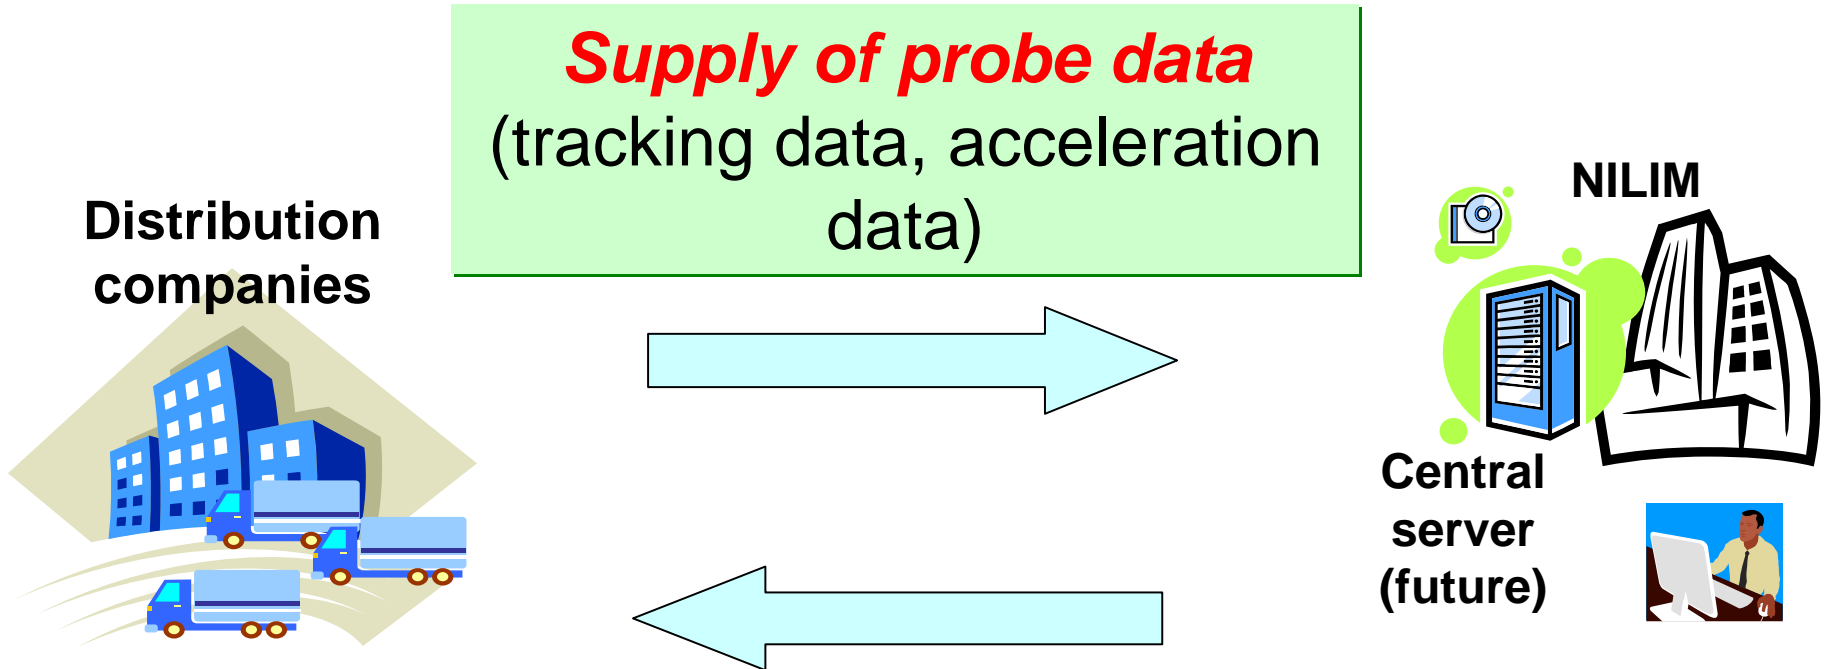 Supply of probe data
(tracking data, acceleration
data)
Distribution
companies
NILIM
Central
server
(future)